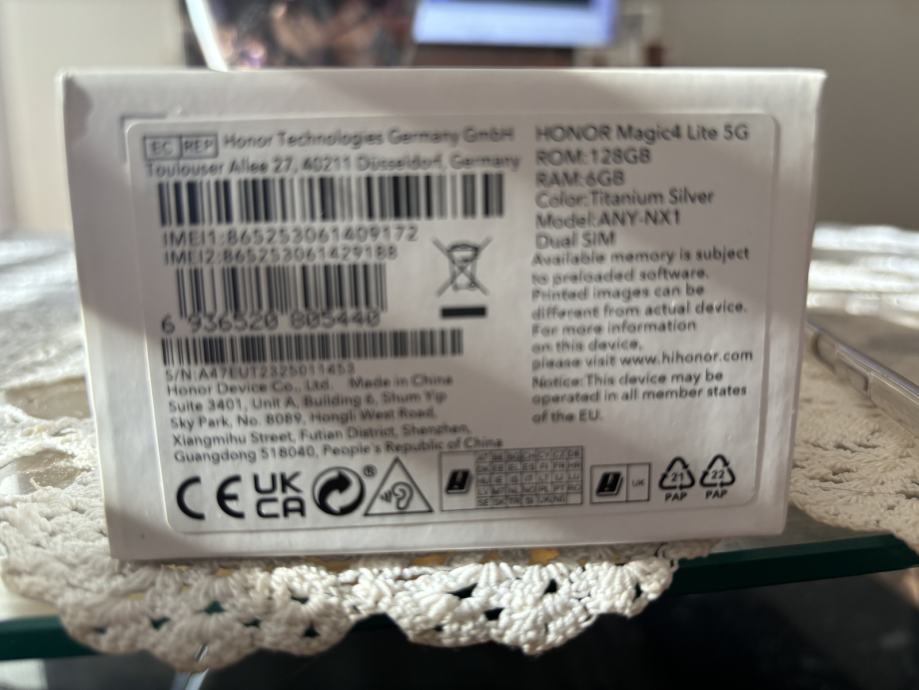 EC REP Honor Technologies Germany GmbH
Toulouser Allee 27, 40211 Düsseldorf, Germany
IMEI1:865253061409172
IMEI2:865253061429188
6 936520 805440
S/N:A47EUT2325011453
Honor Device Co., Ltd. Made in China
Suite 3401, Unit A, Building 6, Shum Yip
Sky Park, No. 8089, Hongli West Road,
Xiangmihu Street, Futian District, Shenzhen,
Guangdong 518040, People's Republic of China
HONOR Magic4 Lite 5G
ROM:128GB
RAM:6GB
Color:Titanium Silver
Model:ANY-NX1
Dual SIM
Available memory is subject
to preloaded software.
Printed images can be
different from actual device.
For more information
on this device,
please visit www.hihonor.com
Notice:This device may be
operated in all member states
of the EU.
CE UK CA ®
UK
21 PAP
22 PAP